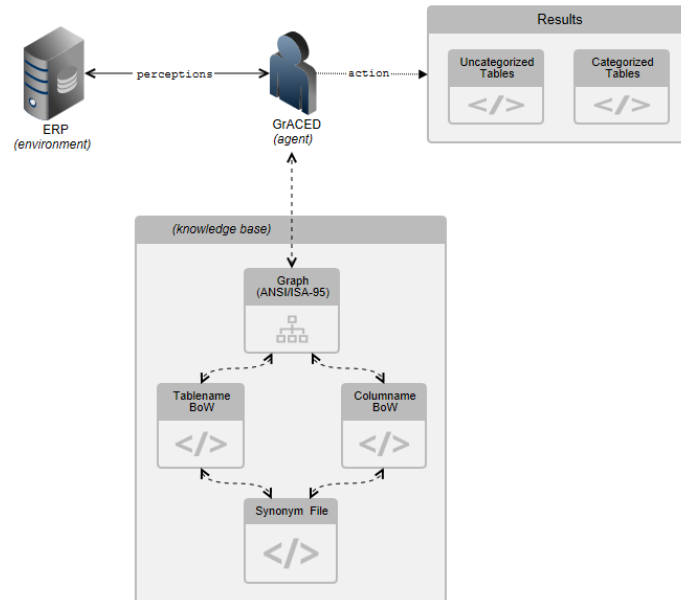 Results
Uncategorized
Tables
Categorized
Tables
perceptions
action
ERP
(environment)
GrACED
(agent)
(knowledge base)
Graph
(ANSI/ISA-95)
Tablename
BoW
Columname
BoW
Synonym File